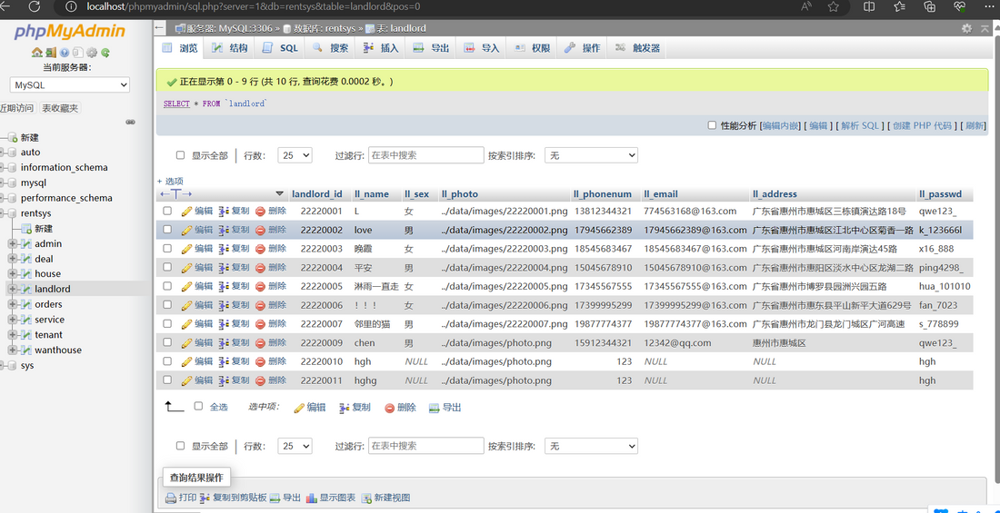 localhost/phpmyadmin/sql.php?server=1&db=rentsys&table=landlord&pos=0
phpMyAdmin
当前服务器:
MySQL
近期访问 表收藏夹
新建
auto
information_schema
mysql
performance_schema
rentsys
新建
admin
deal
house
landlord
orders
service
tenant
wanthouse
sys
服务器: MySQL:3306 » 数据库: rentsys » 表: landlord
浏览 结构 SQL 搜索 插入 导出 导入 权限 操作 触发器
正在显示第 0 - 9 行 (共 10 行, 查询花费 0.0002 秒。)
SELECT * FROM `landlord`
性能分析 [编辑内嵌] [ 编辑 ] [ 解析 SQL ] [ 创建 PHP 代码 ] [ 刷新]
显示全部 行数: 25 过滤行: 在表中搜索 按索引排序: 无
+ 选项
←T→ landlord_id ll_name ll_sex ll_photo ll_phonenum ll_email ll_address ll_passwd
编辑 复制 删除 22220001 L 女 ../data/images/22220001.png 13812344321 774563168@163.com 广东省惠州市惠城区三栋镇演达路18号 qwe123_
编辑 复制 删除 22220002 love 男 ../data/images/22220002.png 17945662389 17945662389@163.com 广东省惠州市惠城区江北中心区菊香一路 k_123666l
编辑 复制 删除 22220003 晚霞 女 ../data/images/22220003.png 18545683467 18545683467@163.com 广东省惠州市惠城区河南岸演达45路 x16_888
编辑 复制 删除 22220004 平安 男 ../data/images/22220004.png 15045678910 15045678910@163.com 广东省惠州市惠阳区淡水中心区龙湖二路 ping4298_
编辑 复制 删除 22220005 淋雨一直走 女 ../data/images/22220005.png 17345567555 17345567555@163.com 广东省惠州市博罗县园洲兴园五路 hua_101010
编辑 复制 删除 22220006 ！！！ 女 ../data/images/22220006.png 17399995299 17399995299@163.com 广东省惠州市惠东县平山新平大道629号 fan_7023
编辑 复制 删除 22220007 邻里的猫 男 ../data/images/22220007.png 19877774377 19877774377@163.com 广东省惠州市龙门县龙门城区广河高速 s_778899
编辑 复制 删除 22220009 chen 男 ../data/images/photo.png 15912344321 12342@qq.com 惠州市惠城区 qwe123_
编辑 复制 删除 22220010 hgh NULL ../data/images/photo.png 123 NULL NULL hgh
编辑 复制 删除 22220011 hghg NULL ../data/images/photo.png 123 NULL NULL hgh
全选 选中项: 编辑 复制 删除 导出
显示全部 行数: 25 过滤行: 在表中搜索 按索引排序: 无
查询结果操作
打印 复制到剪贴板 导出 显示图表 新建视图